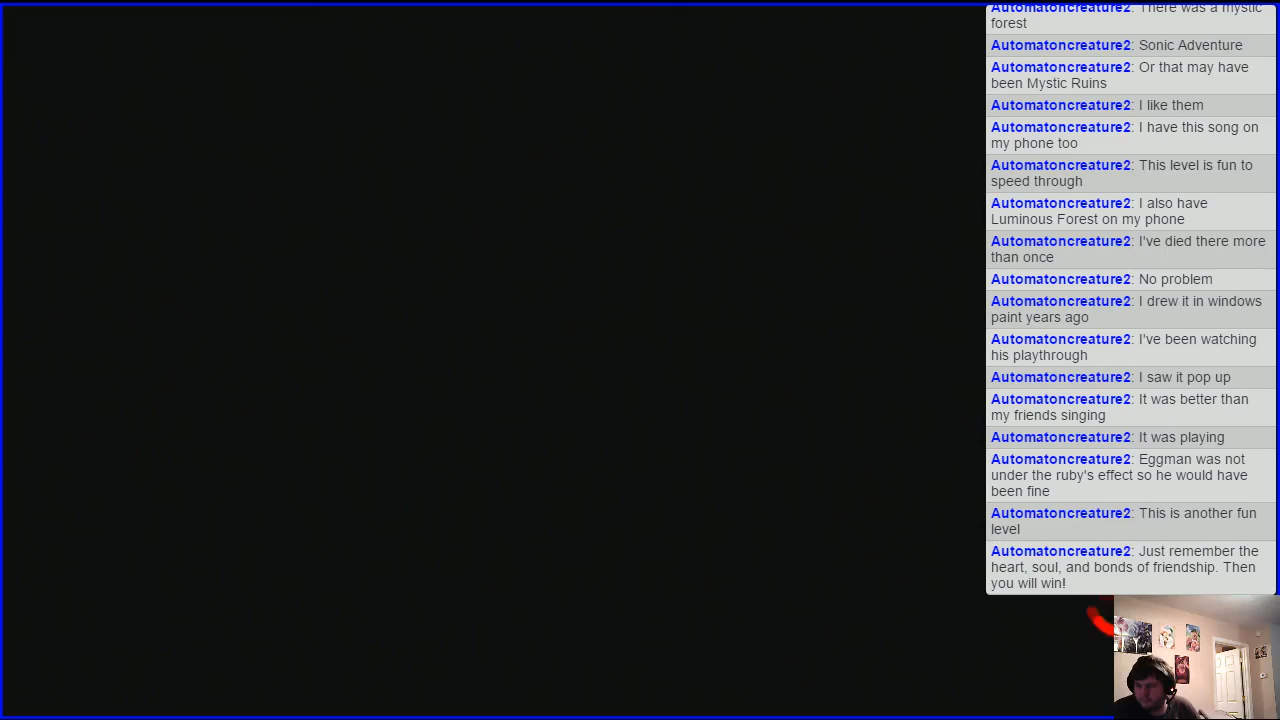 Automatoncreature2: There was a mystic
forest
Automatoncreature2: Sonic Adventure
Automatoncreature2: Or that may have
been Mystic Ruins
Automatoncreature2: I like them
Automatoncreature2: I have this song on
my phone too
Automatoncreature2: This level is fun to
speed through
Automatoncreature2: I also have
Luminous Forest on my phone
Automatoncreature2: I've died there more
than once
Automatoncreature2: No problem
Automatoncreature2: I drew it in windows
paint years ago
Automatoncreature2: I've been watching
his playthrough
Automatoncreature2: I saw it pop up
Automatoncreature2: It was better than
my friends singing
Automatoncreature2: It was playing
Automatoncreature2: Eggman was not
under the ruby's effect so he would have
been fine
Automatoncreature2: This is another fun
level
Automatoncreature2: Just remember the
heart, soul, and bonds of friendship. Then
you will win!